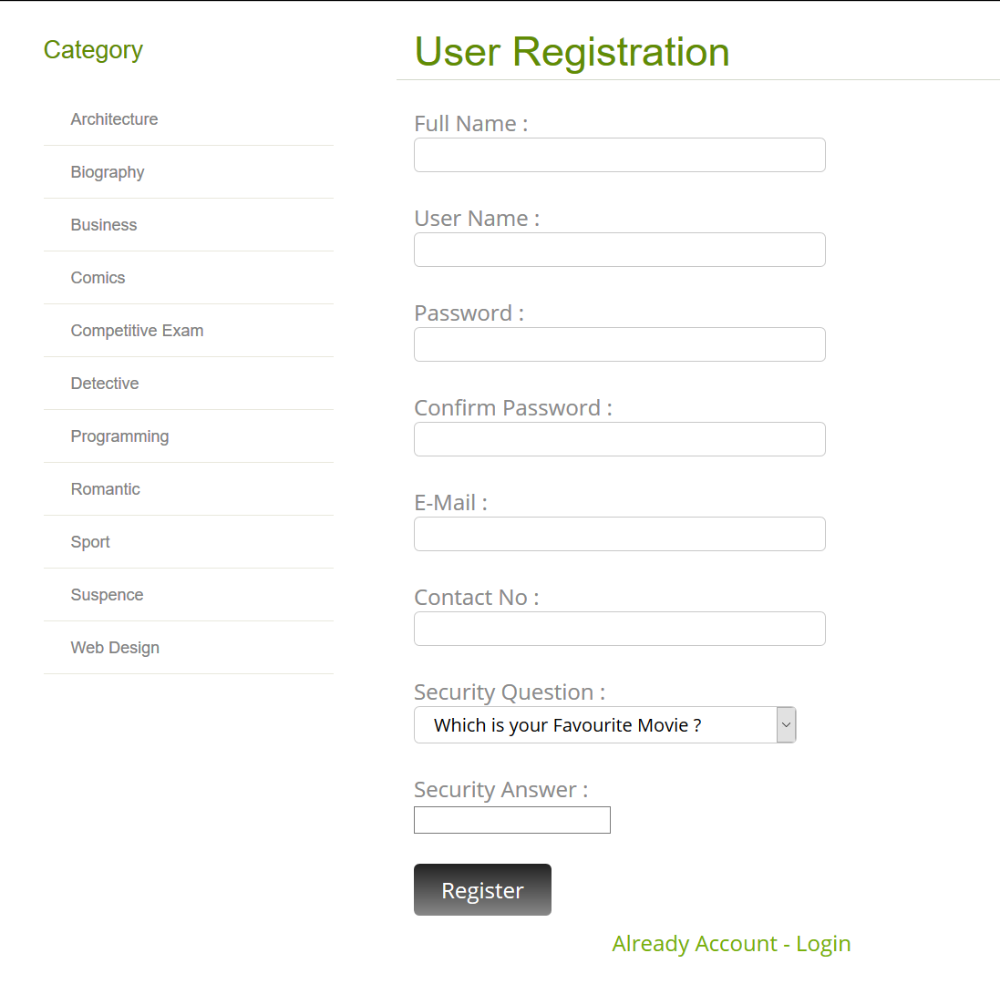 Category
Architecture
Biography
Business
Comics
Competitive Exam
Detective
Programming
Romantic
Sport
Suspence
Web Design
User Registration
Full Name :
User Name :
Password :
Confirm Password :
E-Mail :
Contact No :
Security Question :
Which is your Favourite Movie ?
Security Answer :
Register
Already Account - Login